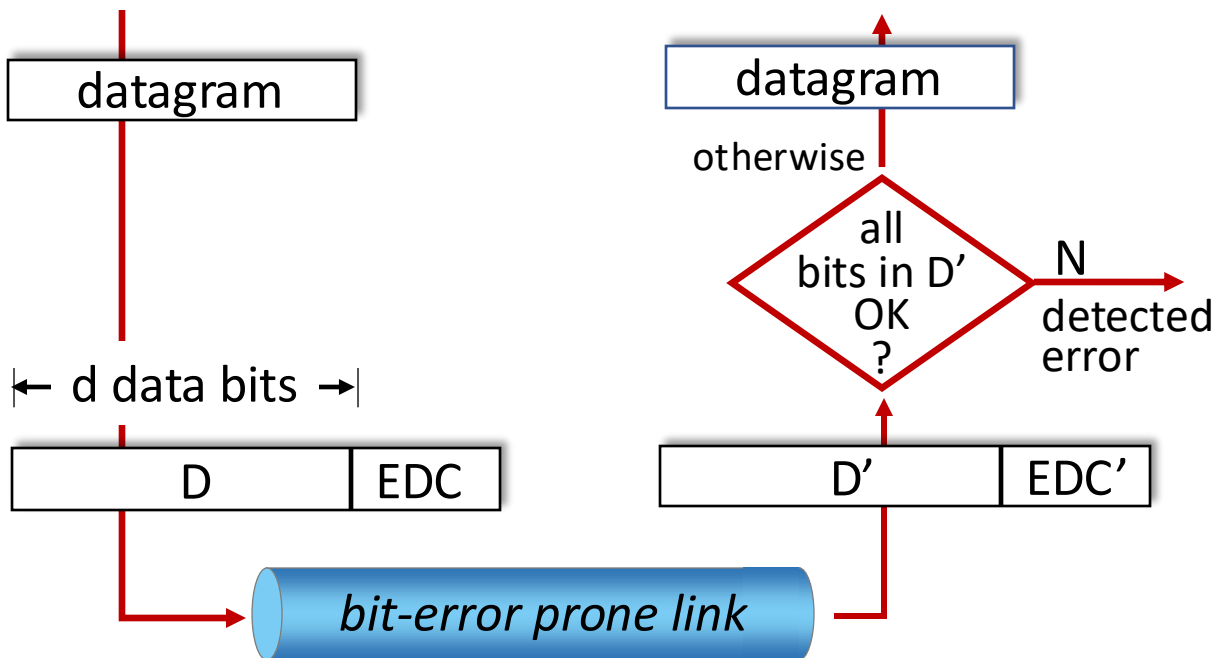 datagram
d data bits
D
EDC
bit-error prone link
datagram
otherwise
all
bits in D’
OK
?
N
detected
error
D’
EDC’